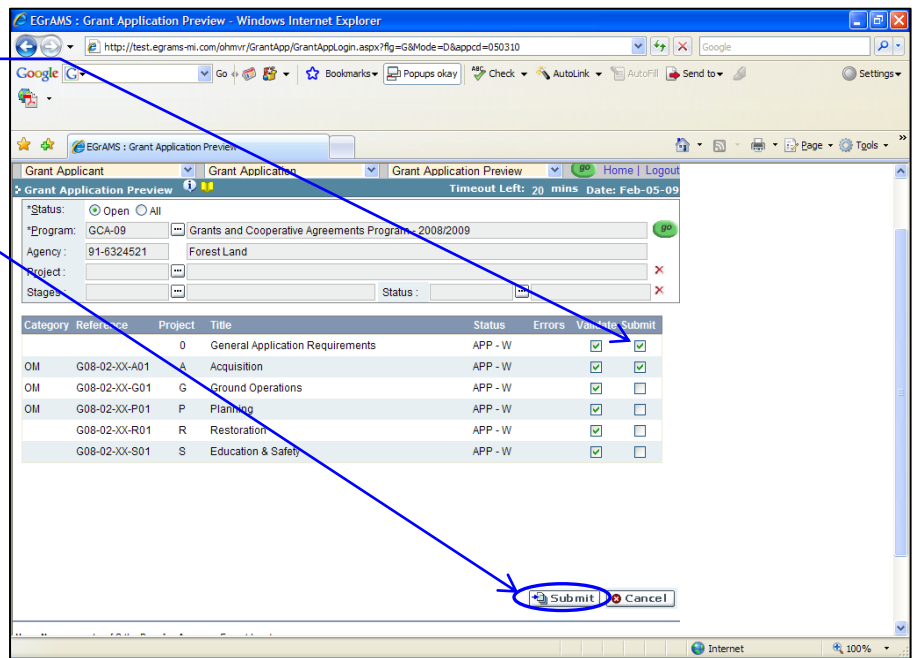 EGrAMS : Grant Application Preview - Windows Internet Explorer
http://test.egrams-mi.com/ohmvr/GrantApp/GrantAppLogin.aspx?flg=G&Mode=D&appcd=050310
Google
Google G Go Bookmarks Popups okay ABC Check AutoLink AutoFill Send to Settings
EGrAMS : Grant Application Preview Page Tools »
Grant Applicant Grant Application Grant Application Preview go Home | Logout
Grant Application Preview Timeout Left: 20 mins Date: Feb-05-09
*Status: Open All
*Program: GCA-09 ... Grants and Cooperative Agreements Program - 2008/2009 go
Agency : 91-6324521 Forest Land
Project : ...
Stages : ... Status : ...
Category Reference Project Title Status Errors Validate Submit
0 General Application Requirements APP - W
OM G08-02-XX-A01 A Acquisition APP - W
OM G08-02-XX-G01 G Ground Operations APP - W
OM G08-02-XX-P01 P Planning APP - W
G08-02-XX-R01 R Restoration APP - W
G08-02-XX-S01 S Education & Safety APP - W
Submit Cancel
Internet 100%